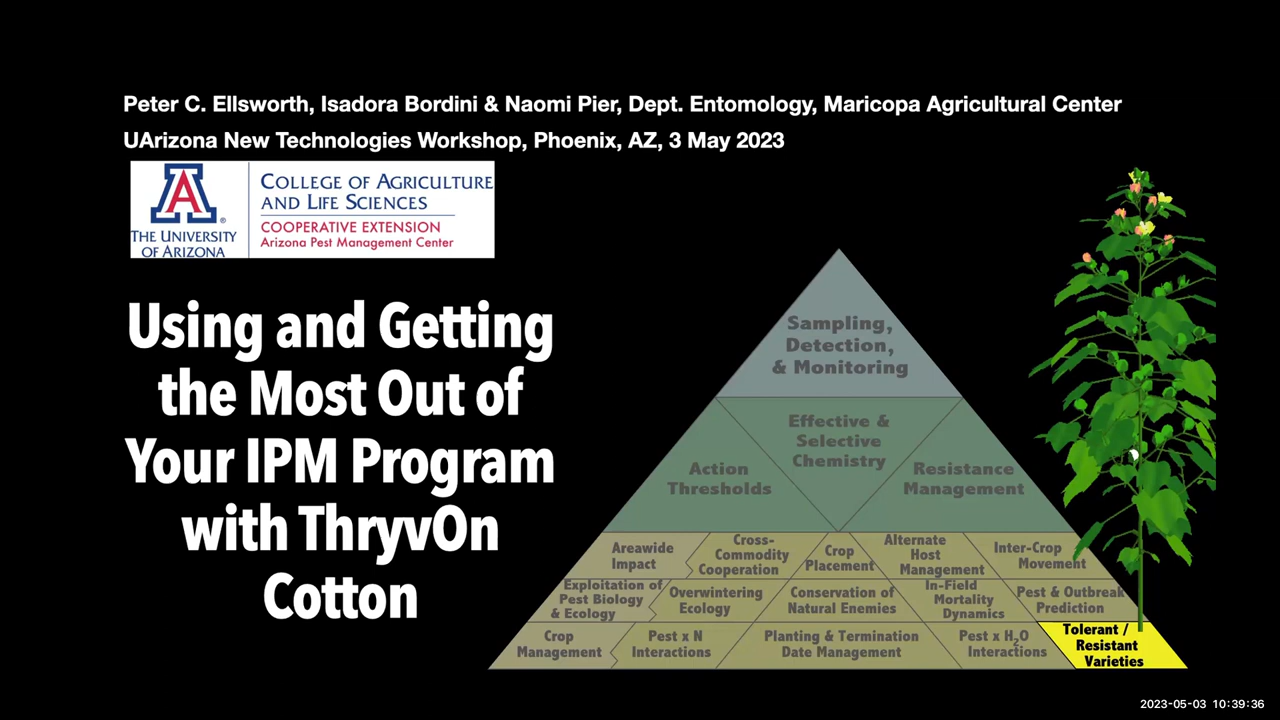 Peter C. Ellsworth, Isadora Bordini & Naomi Pier, Dept. Entomology, Maricopa Agricultural Center
UArizona New Technologies Workshop, Phoenix, AZ, 3 May 2023
A®
THE UNIVERSITY
OF ARIZONA
COLLEGE OF AGRICULTURE
AND LIFE SCIENCES
COOPERATIVE EXTENSION
Arizona Pest Management Center
Using and Getting
the Most Out of
Your IPM Program
with ThryvOn
Cotton
Sampling,
Detection,
& Monitoring
Effective &
Selective
Chemistry
Action
Thresholds
Resistance
Management
Areawide
Impact
Cross-
Commodity
Cooperation
Crop
Placement
Alternate
Host
Management
Inter-Crop
Movement
Exploitation of
Pest Biology
& Ecology
Overwintering
Ecology
Conservation of
Natural Enemies
In-Field
Mortality
Dynamics
Pest & Outbreak
Prediction
Crop
Management
Pest x N
Interactions
Planting & Termination
Date Management
Pest x H₂O
Interactions
Tolerant /
Resistant
Varieties
2023-05-03 10:39:36